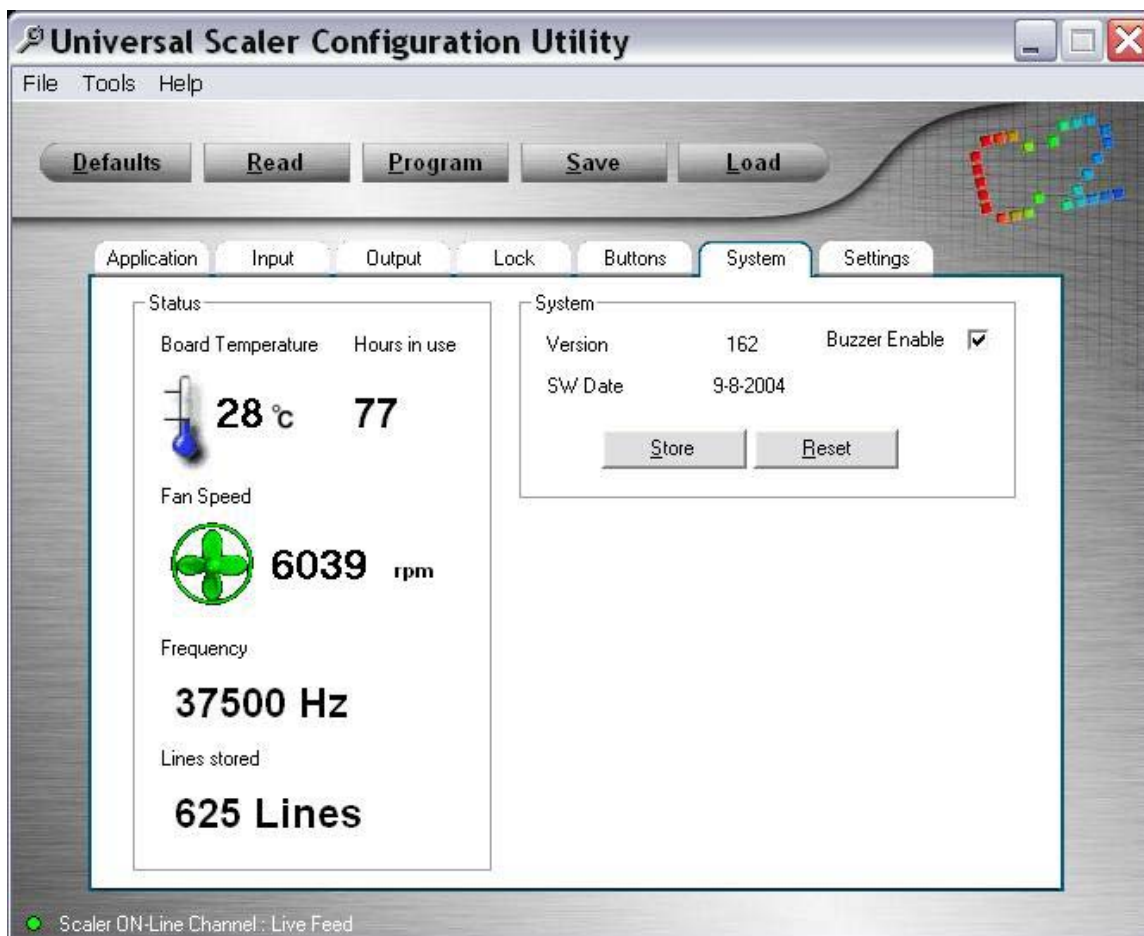 Universal Scaler Configuration Utility
File Tools Help
Defaults Read Program Save Load
C2
Application Input Output Lock Buttons System Settings
Status
Board Temperature Hours in use
28 °C 77
Fan Speed
6039 rpm
Frequency
37500 Hz
Lines stored
625 Lines
System
Version 162 Buzzer Enable
SW Date 9-8-2004
Store Reset
Scaler ON-Line Channel : Live Feed